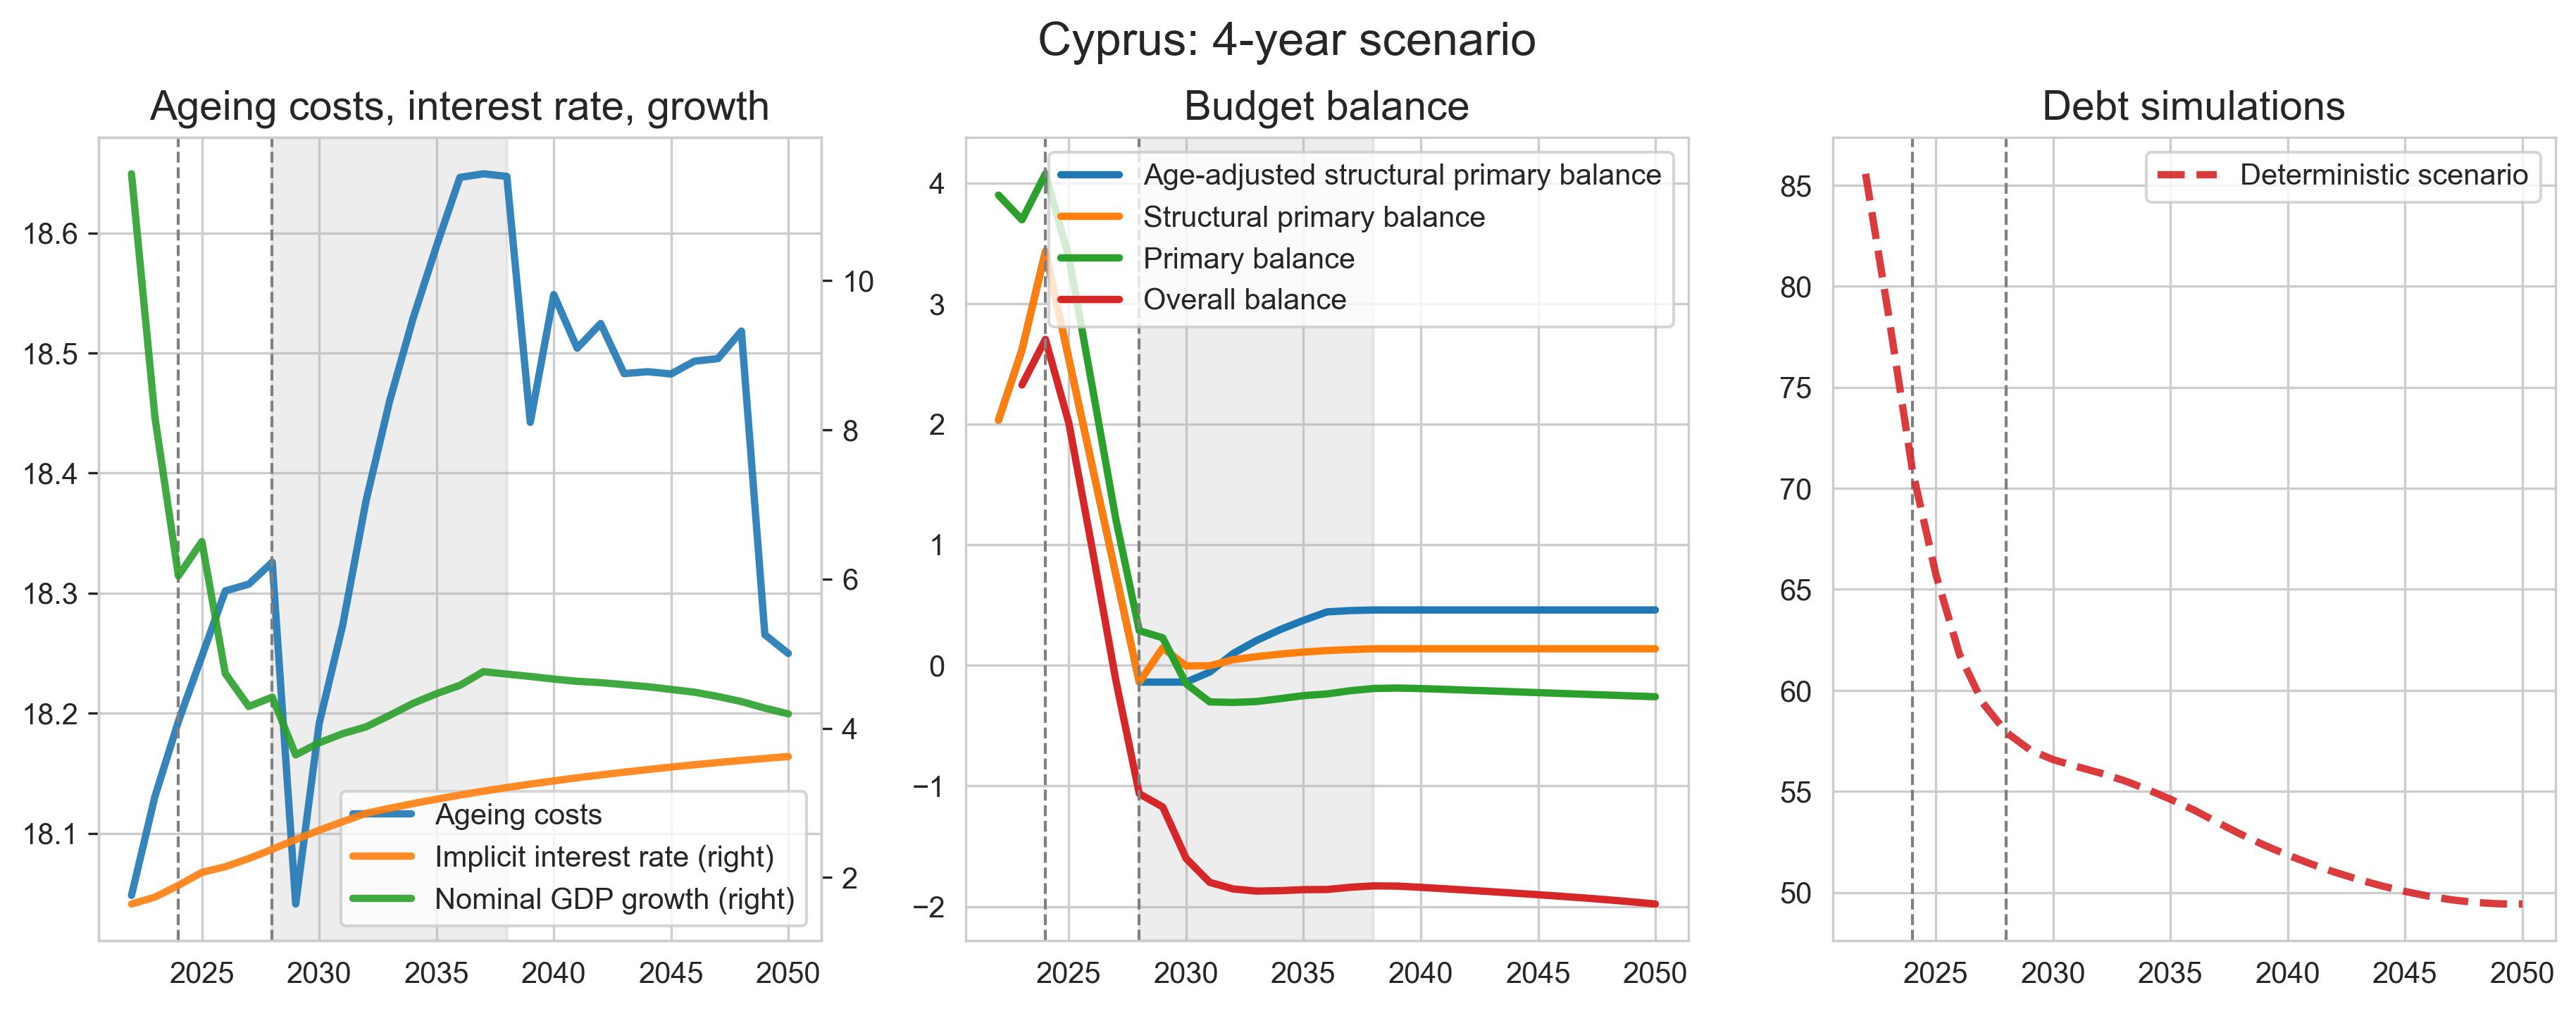 Cyprus: 4-year scenario
Ageing costs, interest rate, growth
18.6
18.5
18.4
18.3
18.2
18.1
10
8
6
4
2
Ageing costs
Implicit interest rate (right)
Nominal GDP growth (right)
2025 2030 2035 2040 2045 2050
Budget balance
4
3
2
1
0
−1
−2
Age-adjusted structural primary balance
Structural primary balance
Primary balance
Overall balance
2025 2030 2035 2040 2045 2050
Debt simulations
85
80
75
70
65
60
55
50
Deterministic scenario
2025 2030 2035 2040 2045 2050